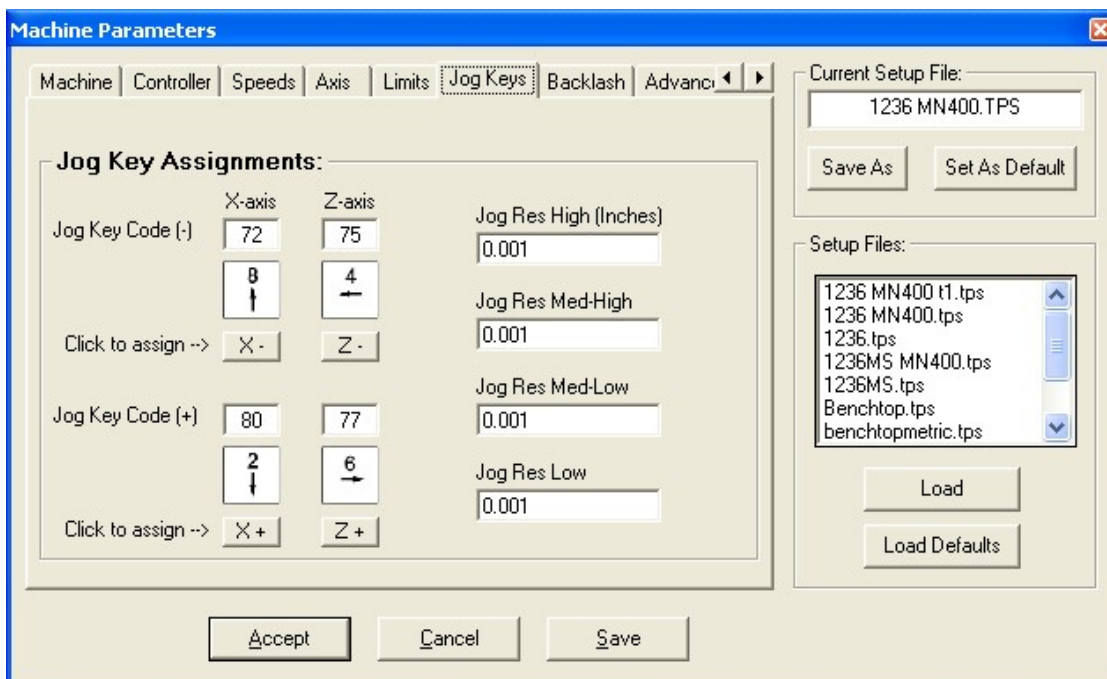 Machine Parameters
Machine Controller Speeds Axis Limits Jog Keys Backlash Advanc
Jog Key Assignments:
X-axis Z-axis
Jog Key Code (-) 72 75
8 4
Click to assign --> X - Z -
Jog Key Code (+) 80 77
2 6
Click to assign --> X + Z +
Jog Res High (Inches)
0.001
Jog Res Med-High
0.001
Jog Res Med-Low
0.001
Jog Res Low
0.001
Current Setup File:
1236 MN400.TPS
Save As Set As Default
Setup Files:
1236 MN400 t1.tps
1236 MN400.tps
1236.tps
1236MS MN400.tps
1236MS.tps
Benchtop.tps
benchtopmetric.tps
Load
Load Defaults
Accept Cancel Save